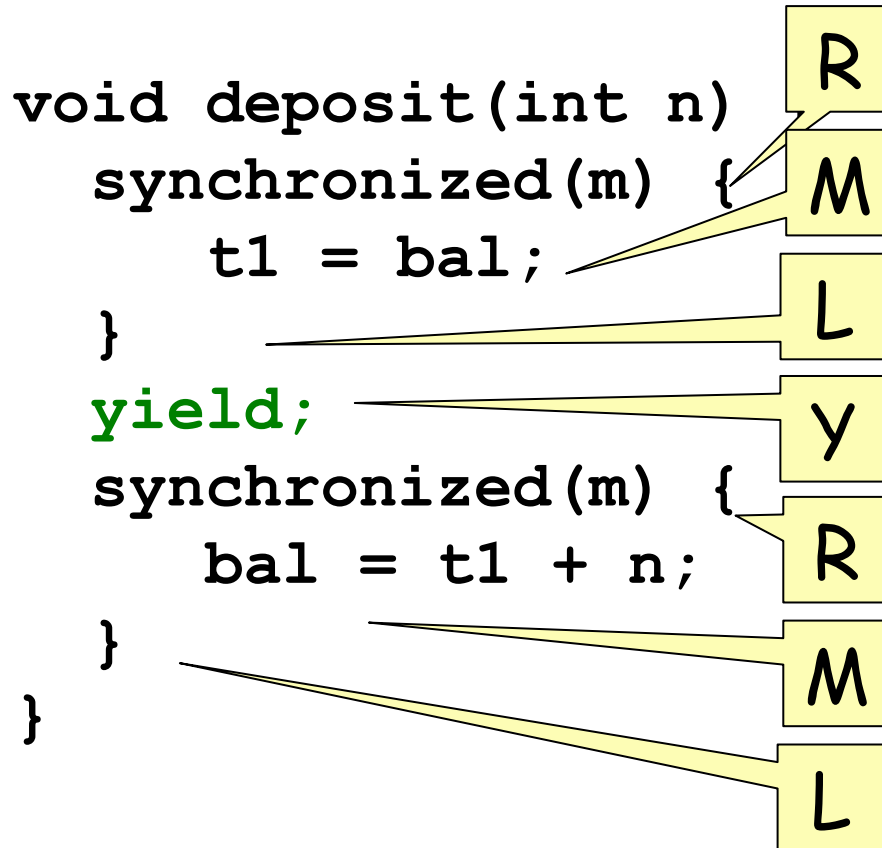 void deposit(int n) R
synchronized(m) { M
t1 = bal;
} L
yield; Y
synchronized(m) {
bal = t1 + n; R
} M
}
L